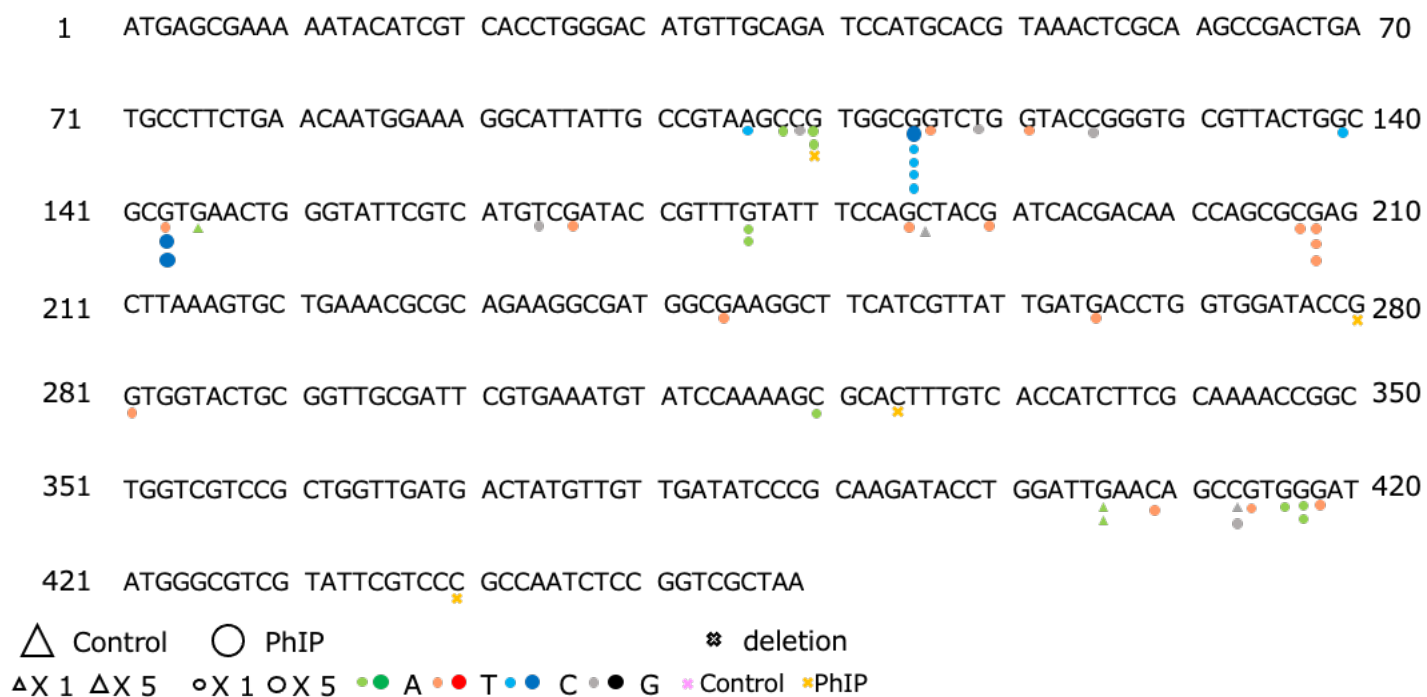 1 ATGAGCGAAA AATACATCGT CACCTGGGAC ATGTTGCAGA TCCATGCACG TAAACTCGCA AGCCGACTGA 70
71 TGCCTTCTGA ACAATGGAAA GGCATTATTG CCGTAAGCCG TGGCGGTCTG GTACCGGGTG CGTTACTGGC 140
141 GCGTGAACTG GGTATTCGTC ATGTCGATAC CGTTTGTATT TCCAGCTACG ATCACGACAA CCAGCGCGAG 210
211 CTTAAAGTGC TGAAACGCGC AGAAGGCGAT GGCGAAGGCT TCATCGTTAT TGATGACCTG GTGGATACCG 280
281 GTGGTACTGC GGTTGCGATT CGTGAAATGT ATCCAAAAGC GCACTTTGTC ACCATCTTCG CAAAACCGGC 350
351 TGGTCGTCCG CTGGTTGATG ACTATGTTGT TGATATCCCG CAAGATACCT GGATTGAACA GCCGTGGGAT 420
421 ATGGGCGTCG TATTCGTCCC GCCAATCTCC GGTCGCTAA
Control PhIP deletion
X 1 X 5 X 1 X 5 A T C G Control PhIP